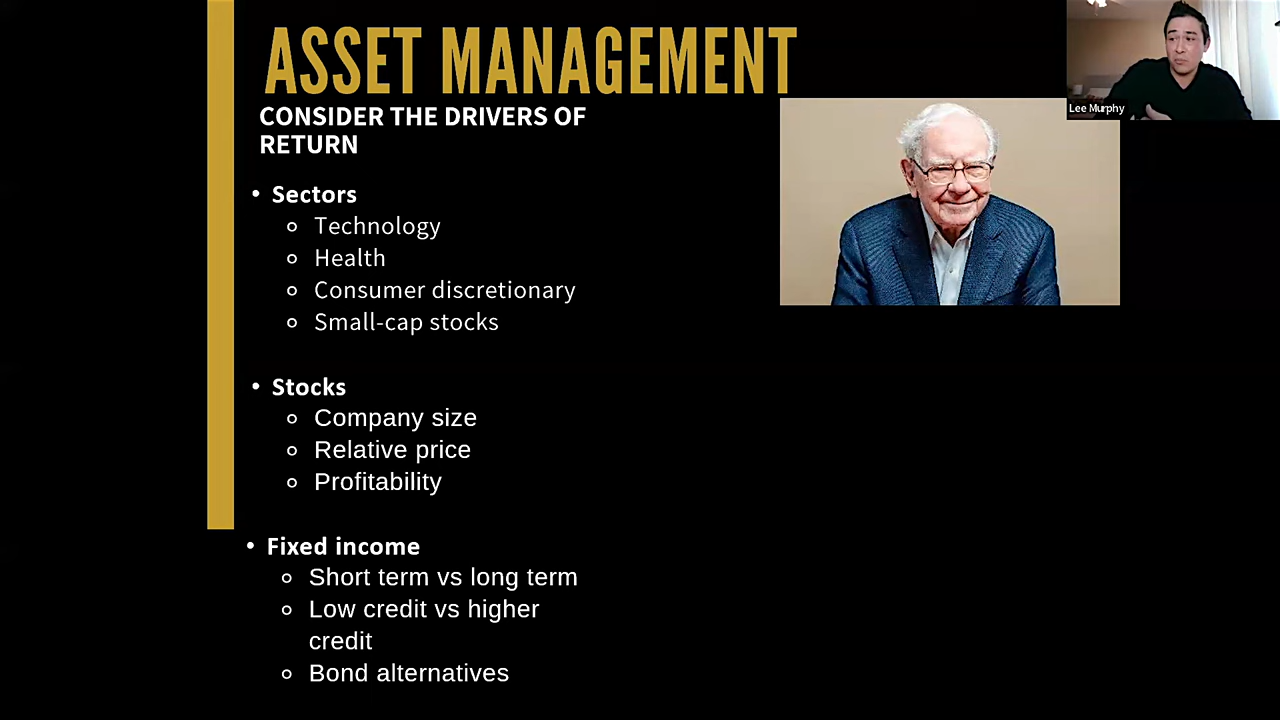 ASSET MANAGEMENT
Lee Murphy
CONSIDER THE DRIVERS OF
RETURN
• Sectors
Technology
Health
Consumer discretionary
Small-cap stocks
• Stocks
Company size
Relative price
Profitability
• Fixed income
Short term vs long term
Low credit vs higher
credit
Bond alternatives